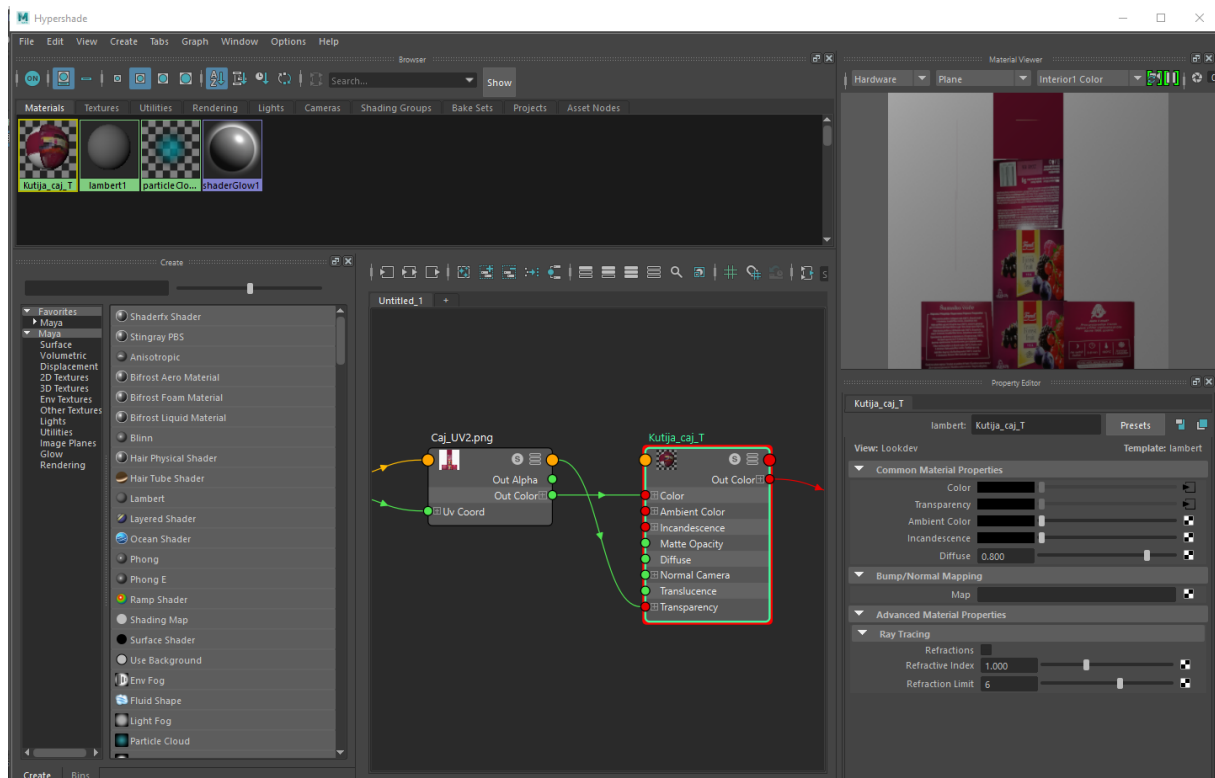 Hypershade
File Edit View Create Tabs Graph Window Options Help
Browser
ON Search... Show
Materials Textures Utilities Rendering Lights Cameras Shading Groups Bake Sets Projects Asset Nodes
Kutija_caj_T lambert1 particleClo... shaderGlow1
Material Viewer
Hardware Plane Interior1 Color
Create
Favorites
Maya
Maya
Surface
Volumetric
Displacement
2D Textures
3D Textures
Env Textures
Other Textures
Lights
Utilities
Image Planes
Glow
Rendering
Shaderfx Shader
Stingray PBS
Anisotropic
Bifrost Aero Material
Bifrost Foam Material
Bifrost Liquid Material
Blinn
Hair Physical Shader
Hair Tube Shader
Lambert
Layered Shader
Ocean Shader
Phong
Phong E
Ramp Shader
Shading Map
Surface Shader
Use Background
Env Fog
Fluid Shape
Light Fog
Particle Cloud
Create Bins
Untitled_1 +
Caj_UV2.png
S
Out Alpha
Out Color
Uv Coord
Kutija_caj_T
S
Out Color
Color
Ambient Color
Incandescence
Matte Opacity
Diffuse
Normal Camera
Translucence
Transparency
Property Editor
Kutija_caj_T
lambert: Kutija_caj_T Presets
View: Lookdev Template: lambert
Common Material Properties
Color
Transparency
Ambient Color
Incandescence
Diffuse 0.800
Bump/Normal Mapping
Map
Advanced Material Properties
Ray Tracing
Refractions
Refractive Index 1.000
Refraction Limit 6